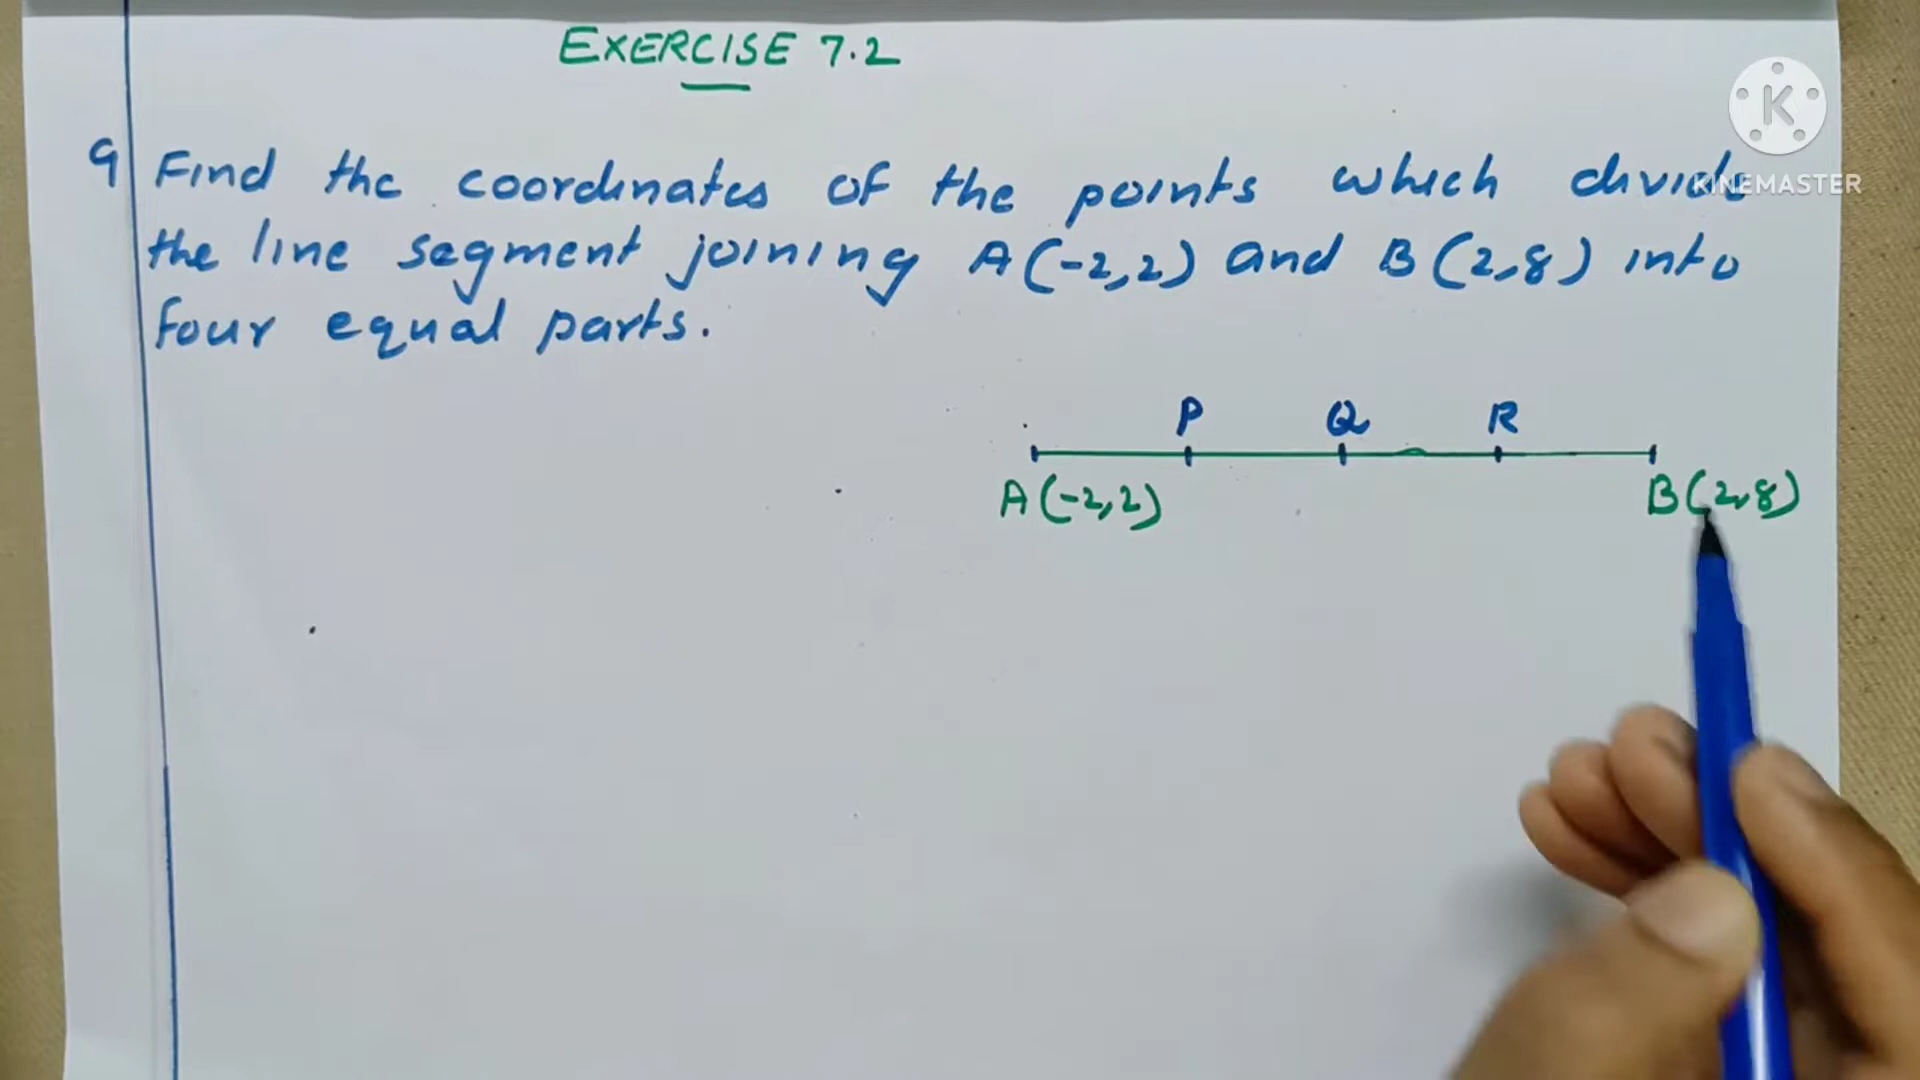 EXERCISE 7.2
K
KINEMASTER
9 Find the coordinates of the points which divide
the line segment joining A(-2,2) and B(2,8) into
four equal parts.
P Q R
A(-2,2) B(2,8)